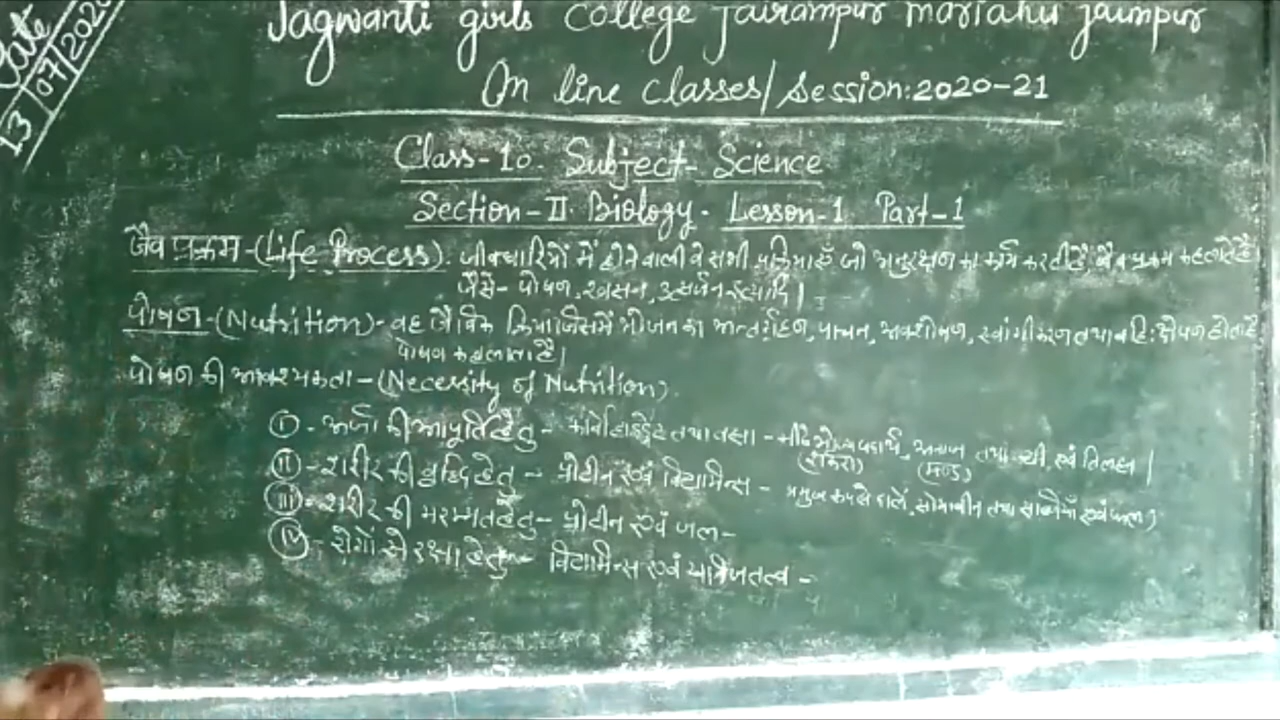 Date
13/07/2020
Jagwanti girls College Jairampur Mariahu Jaunpur
On line classes/Session:2020-21
Class-10. Subject- Science
Section-II. Biology. Lesson-1 Part-1
जैव प्रक्रम-(Life Process)- जीवधारियों में होने वाली वे सभी प्रक्रियाएँ जो अनुरक्षण का कार्य करती हैं, जैव प्रक्रम कहलाते हैं।
जैसे- पोषण, श्वसन, उत्सर्जन इत्यादि।
पोषण-(Nutrition)- वह जैविक क्रिया जिसमें भोजन का अन्तर्ग्रहण, पाचन, अवशोषण, स्वांगीकरण तथा बहि:क्षेपण होता है
पोषण कहलाता है।
पोषण की आवश्यकता-(Necessity of Nutrition).
(I)- ऊर्जा की आपूर्ति हेतु- कार्बोहाइड्रेट तथा वसा - मीठे भोज्य पदार्थ, अनाज तथा घी, एवं तिलहन।
(शर्करा) (मण्ड)
(II)- शरीर की वृद्धि हेतु - प्रोटीन एवं विटामिन्स - प्रमुख रूप से दालें, सोयाबीन तथा सब्जियाँ एवं फल।
(III)- शरीर की मरम्मत हेतु- प्रोटीन एवं जल-
(IV)- रोगों से रक्षा हेतु- विटामिन्स एवं खनिज तत्व -